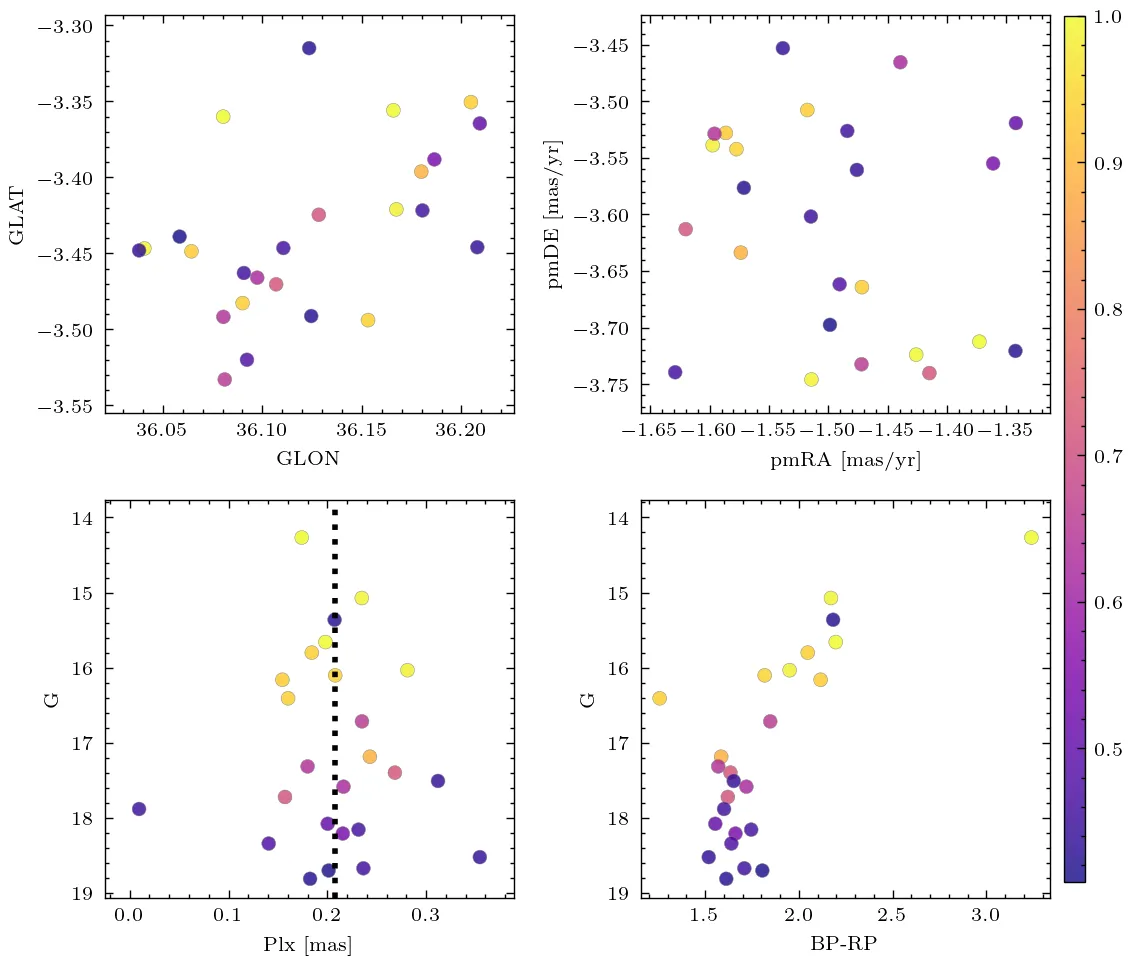 −3.30
−3.35
−3.40
−3.45
−3.50
−3.55
GLAT
36.05 36.10 36.15 36.20
GLON
−3.45
−3.50
−3.55
−3.60
−3.65
−3.70
−3.75
pmDE [mas/yr]
−1.65 −1.60 −1.55 −1.50 −1.45 −1.40 −1.35
pmRA [mas/yr]
1.0
0.9
0.8
0.7
0.6
0.5
14
15
16
17
18
19
G
0.0 0.1 0.2 0.3
Plx [mas]
14
15
16
17
18
19
G
1.5 2.0 2.5 3.0
BP-RP